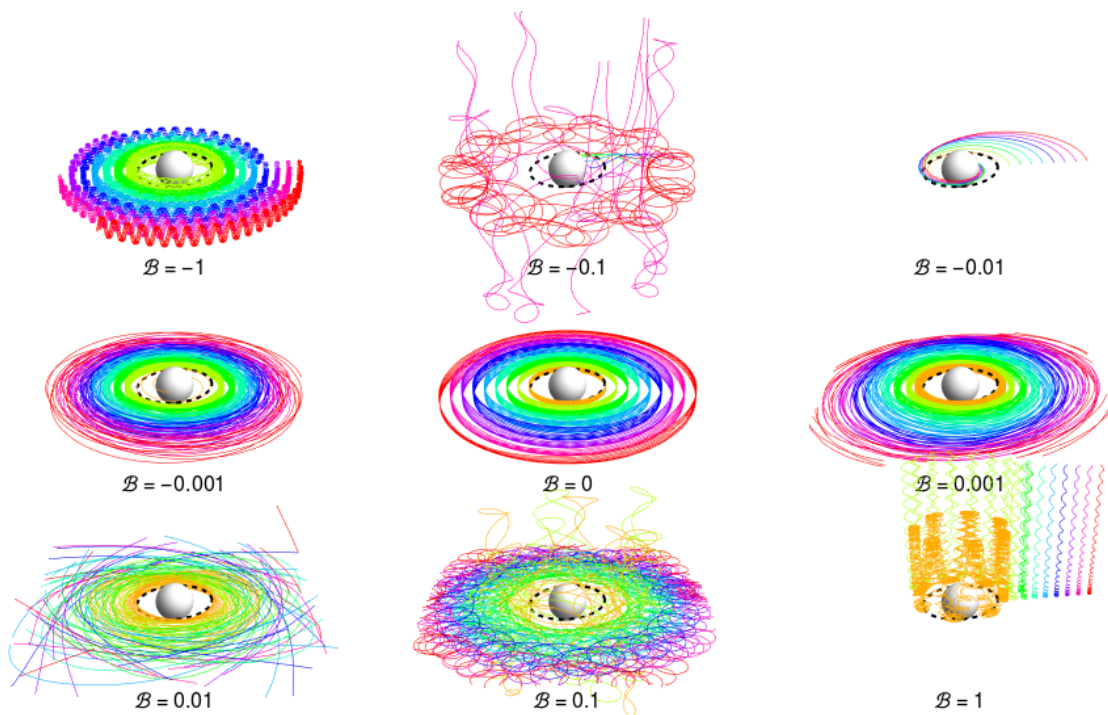 ℬ = −1
ℬ = −0.1
ℬ = −0.01
ℬ = −0.001
ℬ = 0
ℬ = 0.001
ℬ = 0.01
ℬ = 0.1
ℬ = 1